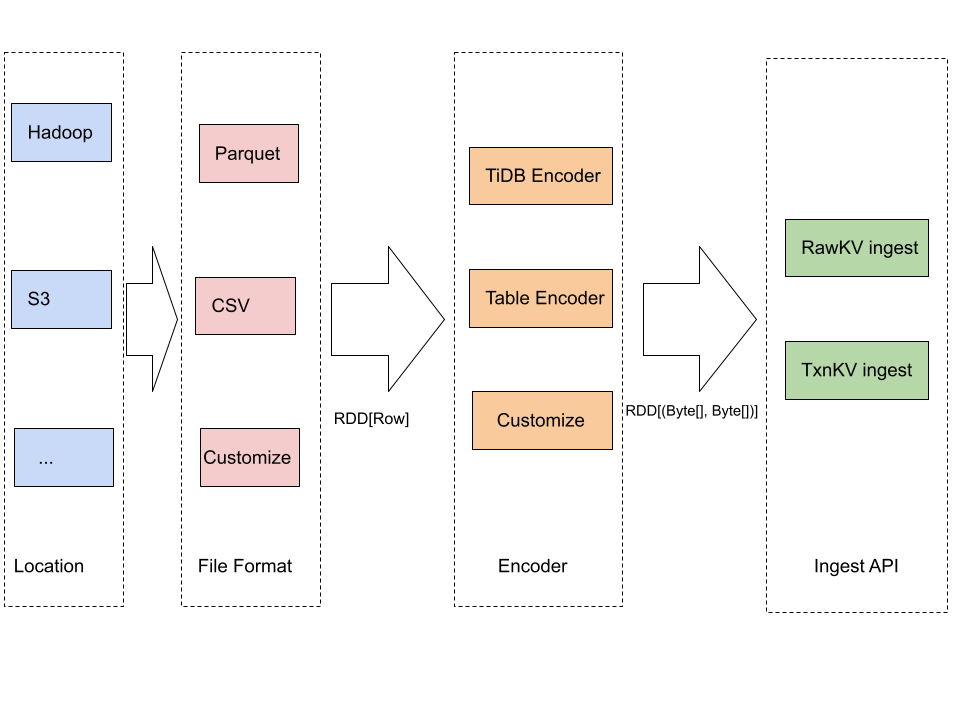 Hadoop
S3
...
Location
Parquet
CSV
Customize
File Format
RDD[Row]
TiDB Encoder
Table Encoder
Customize
Encoder
RDD[(Byte[], Byte[])]
RawKV ingest
TxnKV ingest
Ingest API